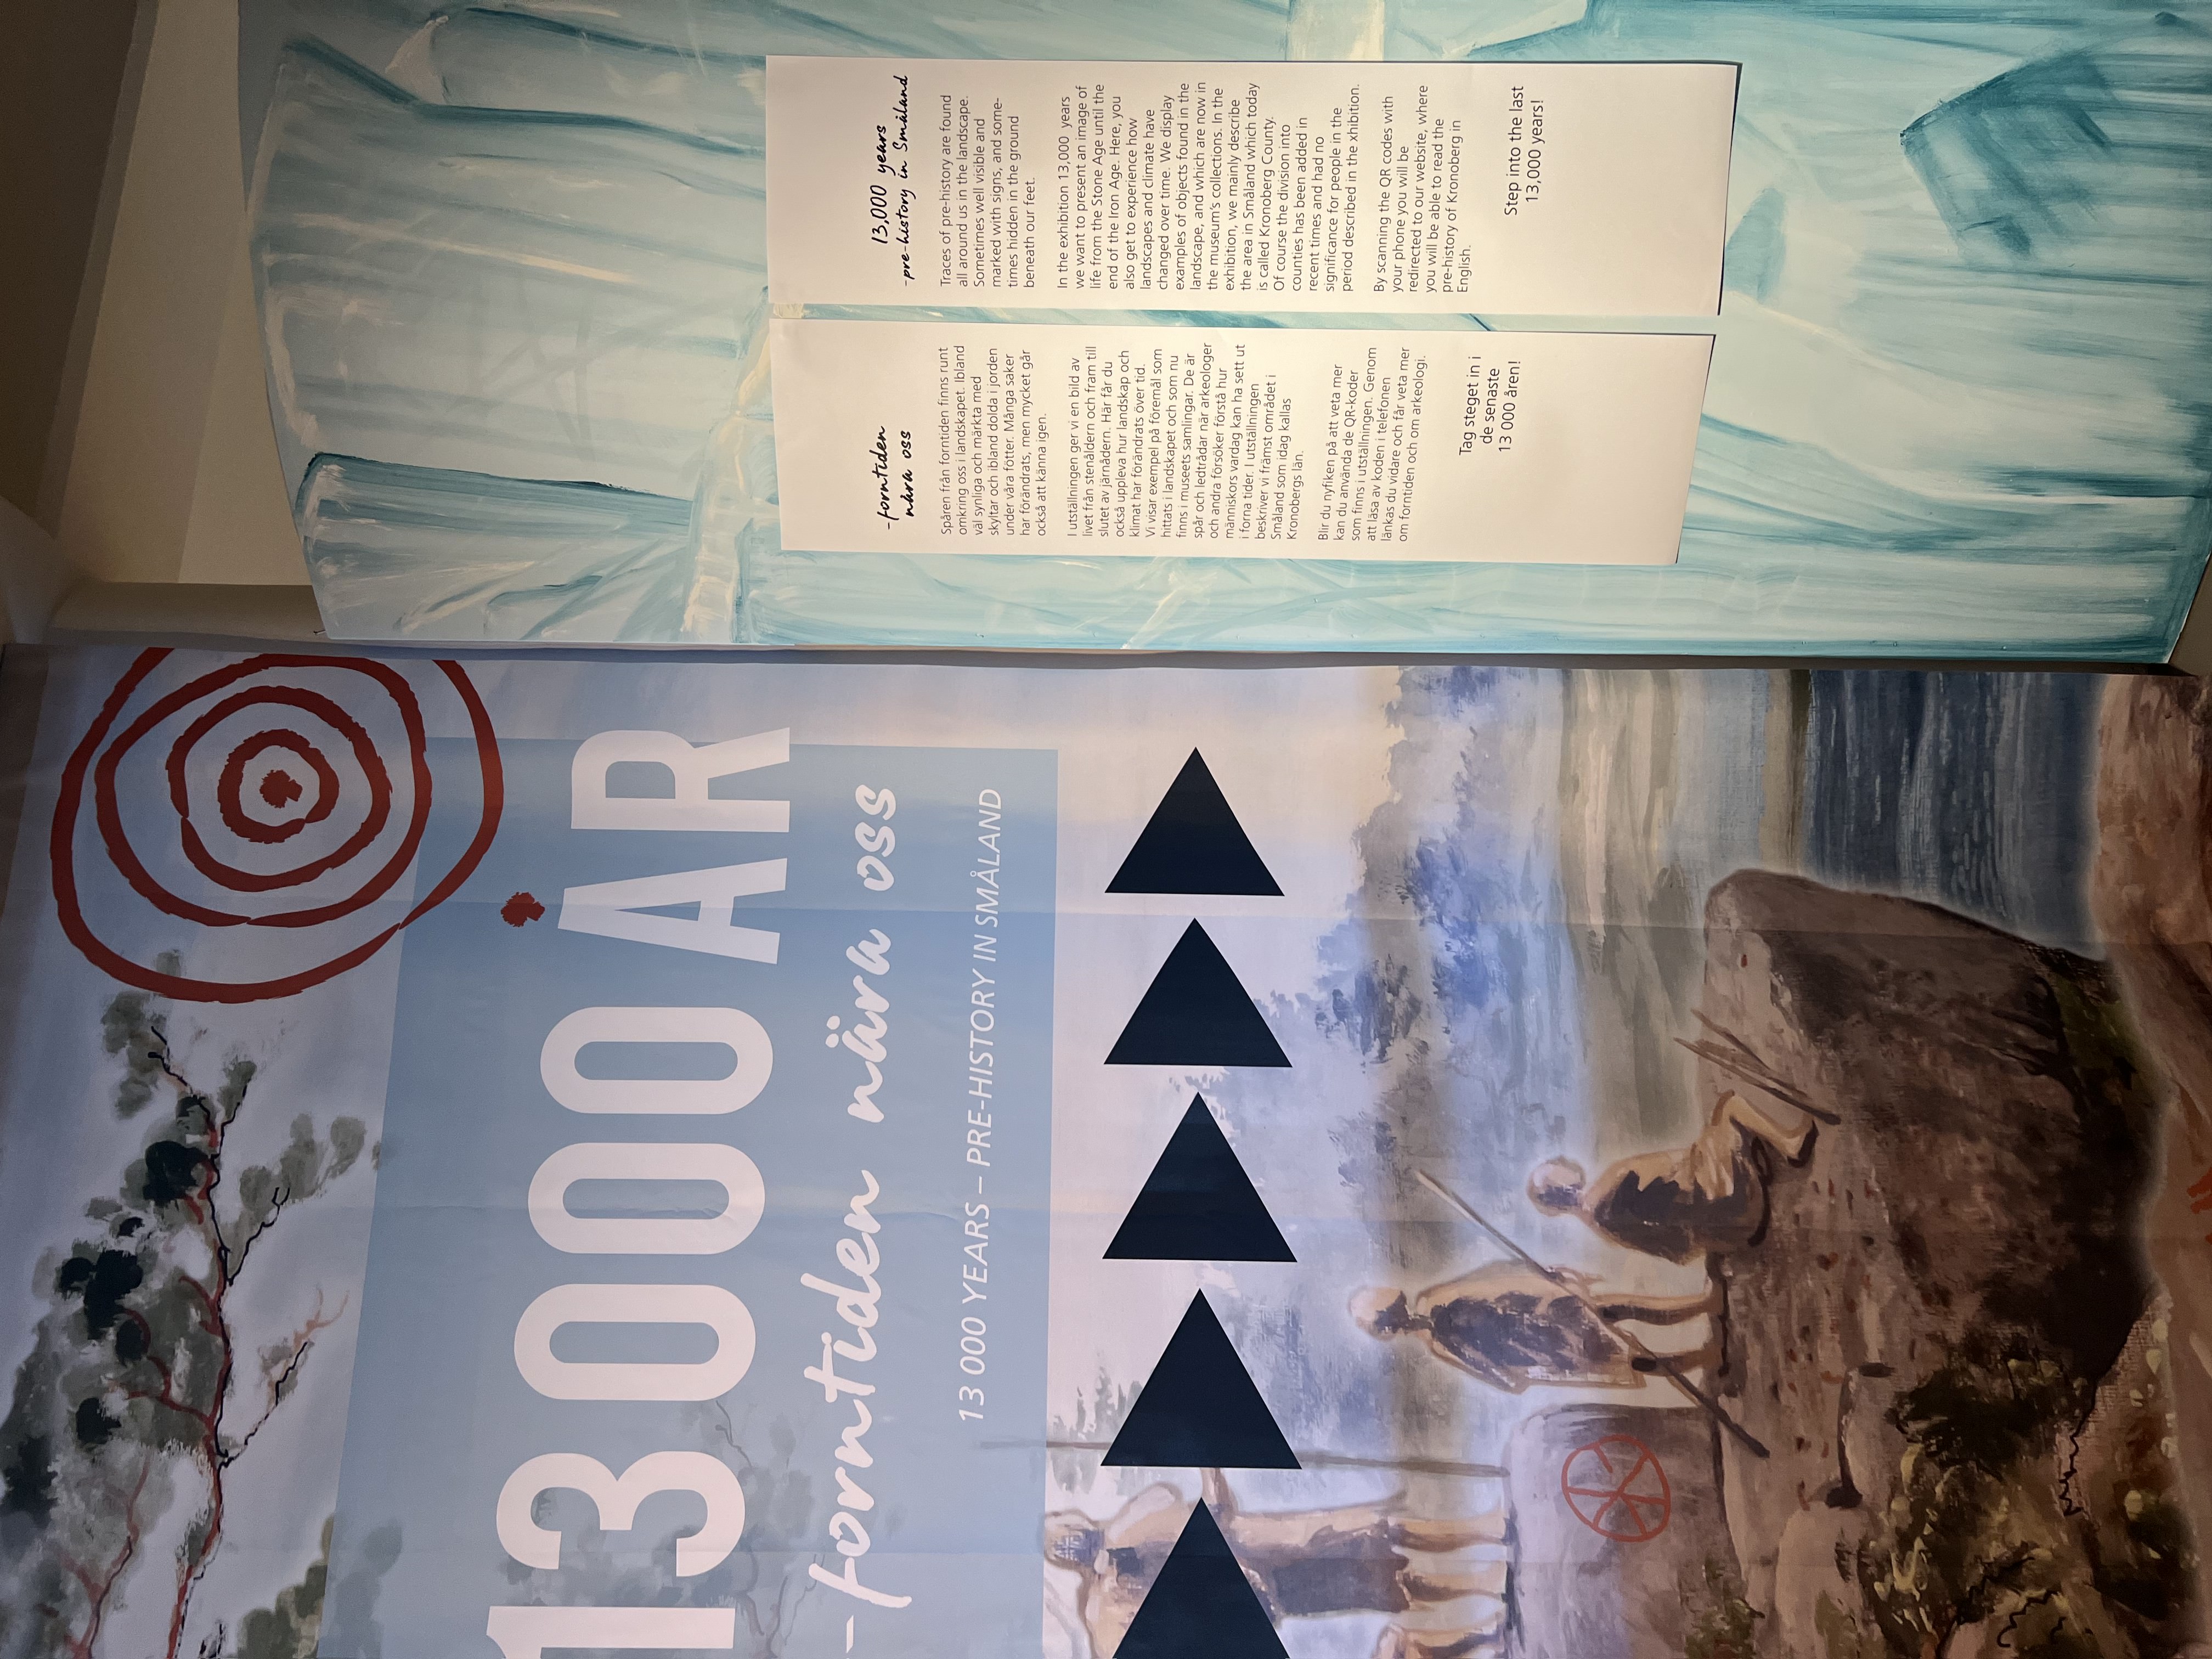 13 000 ÅR
-forntiden nära oss
13 000 YEARS – PRE-HISTORY IN SMÅLAND
-forntiden
nära oss
Spåren från forntiden finns runt
omkring oss i landskapet. Ibland
väl synliga och märkta med
skyltar och ibland dolda i jorden
under våra fötter. Många saker
har förändrats, men mycket går
också att känna igen.
I utställningen ger vi en bild av
livet från stenåldern och fram till
slutet av järnådern. Här får du
också uppleva hur landskap och
klimat har förändrats över tid.
Vi visar exempel på föremål som
hittats i landskapet och som nu
finns i museets samlingar. De är
spår och ledtrådar när arkeologer
och andra försöker förstå hur
människors vardag kan ha sett ut
i forna tider. I utställningen
beskriver vi främst området i
Småland som idag kallas
Kronobergs län.
Blir du nyfiken på att veta mer
kan du använda de QR-koder
som finns i utställningen. Genom
att läsa av koden i telefonen
länkas du vidare och får veta mer
om forntiden och om arkeologi.
Tag steget in i
de senaste
13 000 åren!
13,000 years
-pre-history in Småland
Traces of pre-history are found
all around us in the landscape.
Sometimes well visible and
marked with signs, and some-
times hidden in the ground
beneath our feet.
In the exhibition 13,000 years
we want to present an image of
life from the Stone Age until the
end of the Iron Age. Here, you
also get to experience how
landscapes and climate have
changed over time. We display
examples of objects found in the
landscape, and which are now in
the museum's collections. In the
exhibition, we mainly describe
the area in Småland which today
is called Kronoberg County.
Of course the division into
counties has been added in
recent times and had no
significance for people in the
period described in the xhibition.
By scanning the QR codes with
your phone you will be
redirected to our website, where
you will be able to read the
pre-history of Kronoberg in
English.
Step into the last
13,000 years!